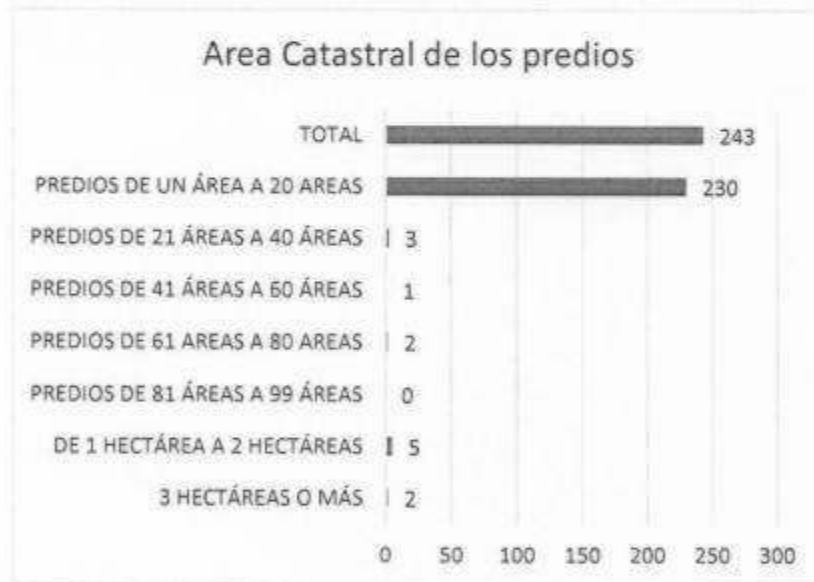 Area Catastral de los predios
TOTAL 243
PREDIOS DE UN ÁREA A 20 AREAS 230
PREDIOS DE 21 ÁREAS A 40 ÁREAS 3
PREDIOS DE 41 ÁREAS A 60 ÁREAS 1
PREDIOS DE 61 AREAS A 80 AREAS 2
PREDIOS DE 81 ÁREAS A 99 ÁREAS 0
DE 1 HECTÁREA A 2 HECTÁREAS 5
3 HECTÁREAS O MÁS 2
0 50 100 150 200 250 300